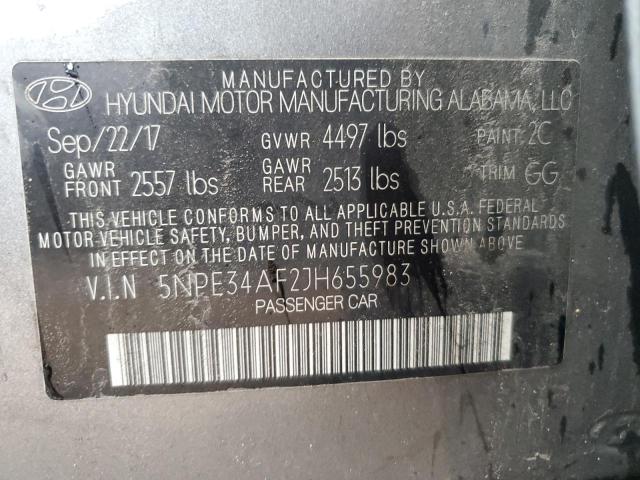 MANUFACTURED BY
HYUNDAI MOTOR MANUFACTURING ALABAMA, LLC
Sep/22/17 GVWR 4497 lbs PAINT: 2C
GAWR FRONT 2557 lbs GAWR REAR 2513 lbs TRIM GG
THIS VEHICLE CONFORMS TO ALL APPLICABLE U.S.A. FEDERAL
MOTOR VEHICLE SAFETY, BUMPER, AND THEFT PREVENTION STANDARDS
IN EFFECT ON THE DATE OF MANUFACTURE SHOWN ABOVE.
V.I.N 5NPE34AF2JH655983
PASSENGER CAR